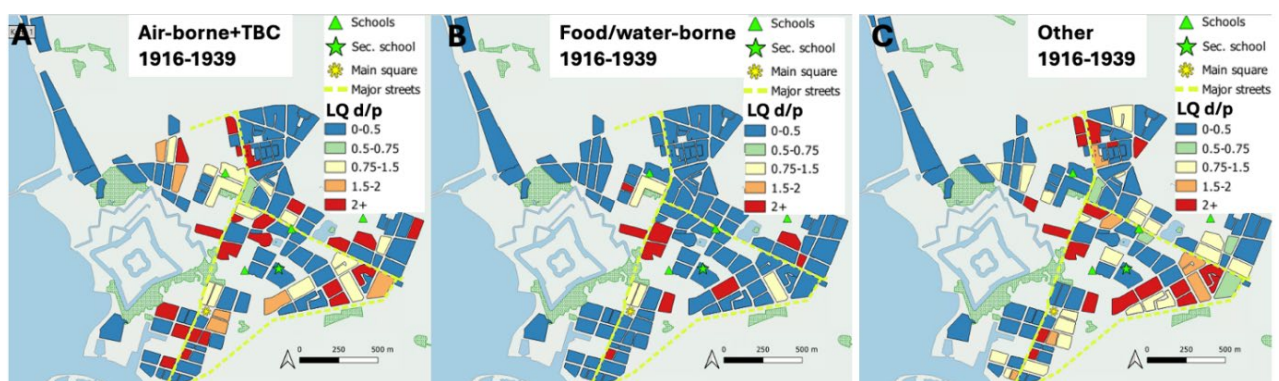 A
Air-borne+TBC
1916-1939
Schools
Sec. school
Main square
Major streets
LQ d/p
0-0.5
0.5-0.75
0.75-1.5
1.5-2
2+
0 250 500 m
B
Food/water-borne
1916-1939
Schools
Sec. school
Main square
Major streets
LQ d/p
0-0.5
0.5-0.75
0.75-1.5
1.5-2
2+
0 250 500 m
C
Other
1916-1939
Schools
Sec. school
Main square
Major streets
LQ d/p
0-0.5
0.5-0.75
0.75-1.5
1.5-2
2+
0 250 500 m